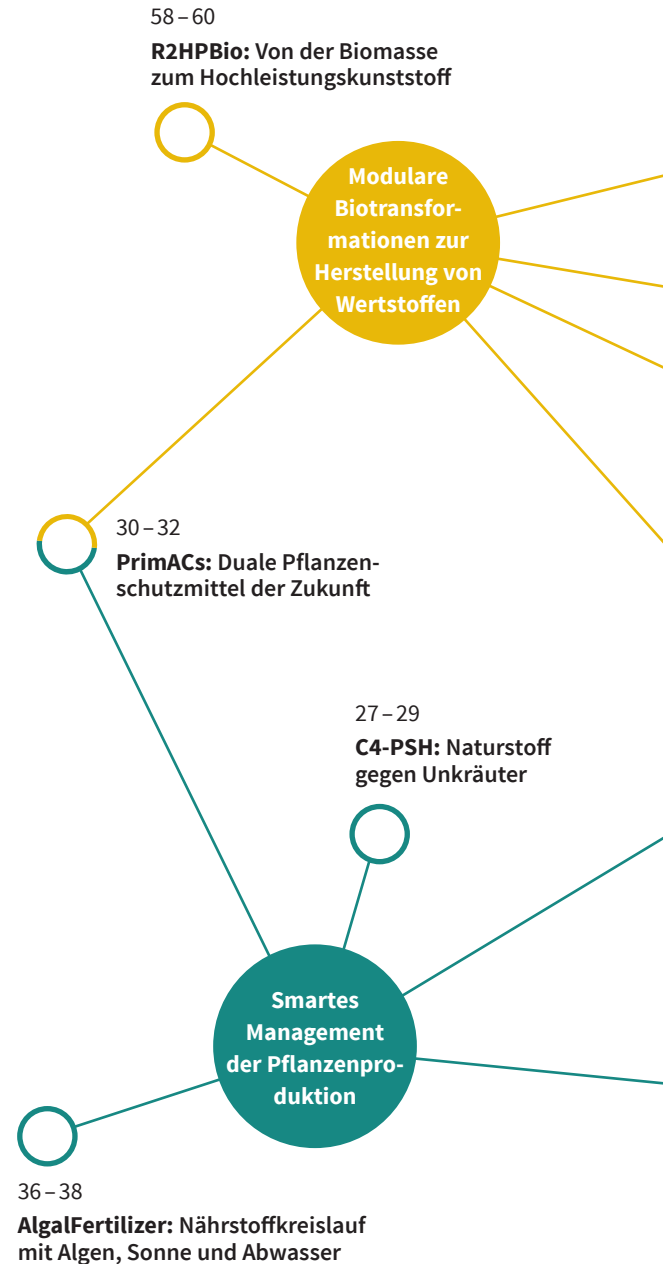 58 – 60
R2HPBio: Von der Biomasse
zum Hochleistungskunststoff
Modulare
Biotransfor-
mationen zur
Herstellung von
Wertstoffen
30 – 32
PrimACs: Duale Pflanzen-
schutzmittel der Zukunft
27 – 29
C4-PSH: Naturstoff
gegen Unkräuter
Smartes
Management
der Pflanzenpro-
duktion
36 – 38
AlgalFertilizer: Nährstoffkreislauf
mit Algen, Sonne und Abwasser